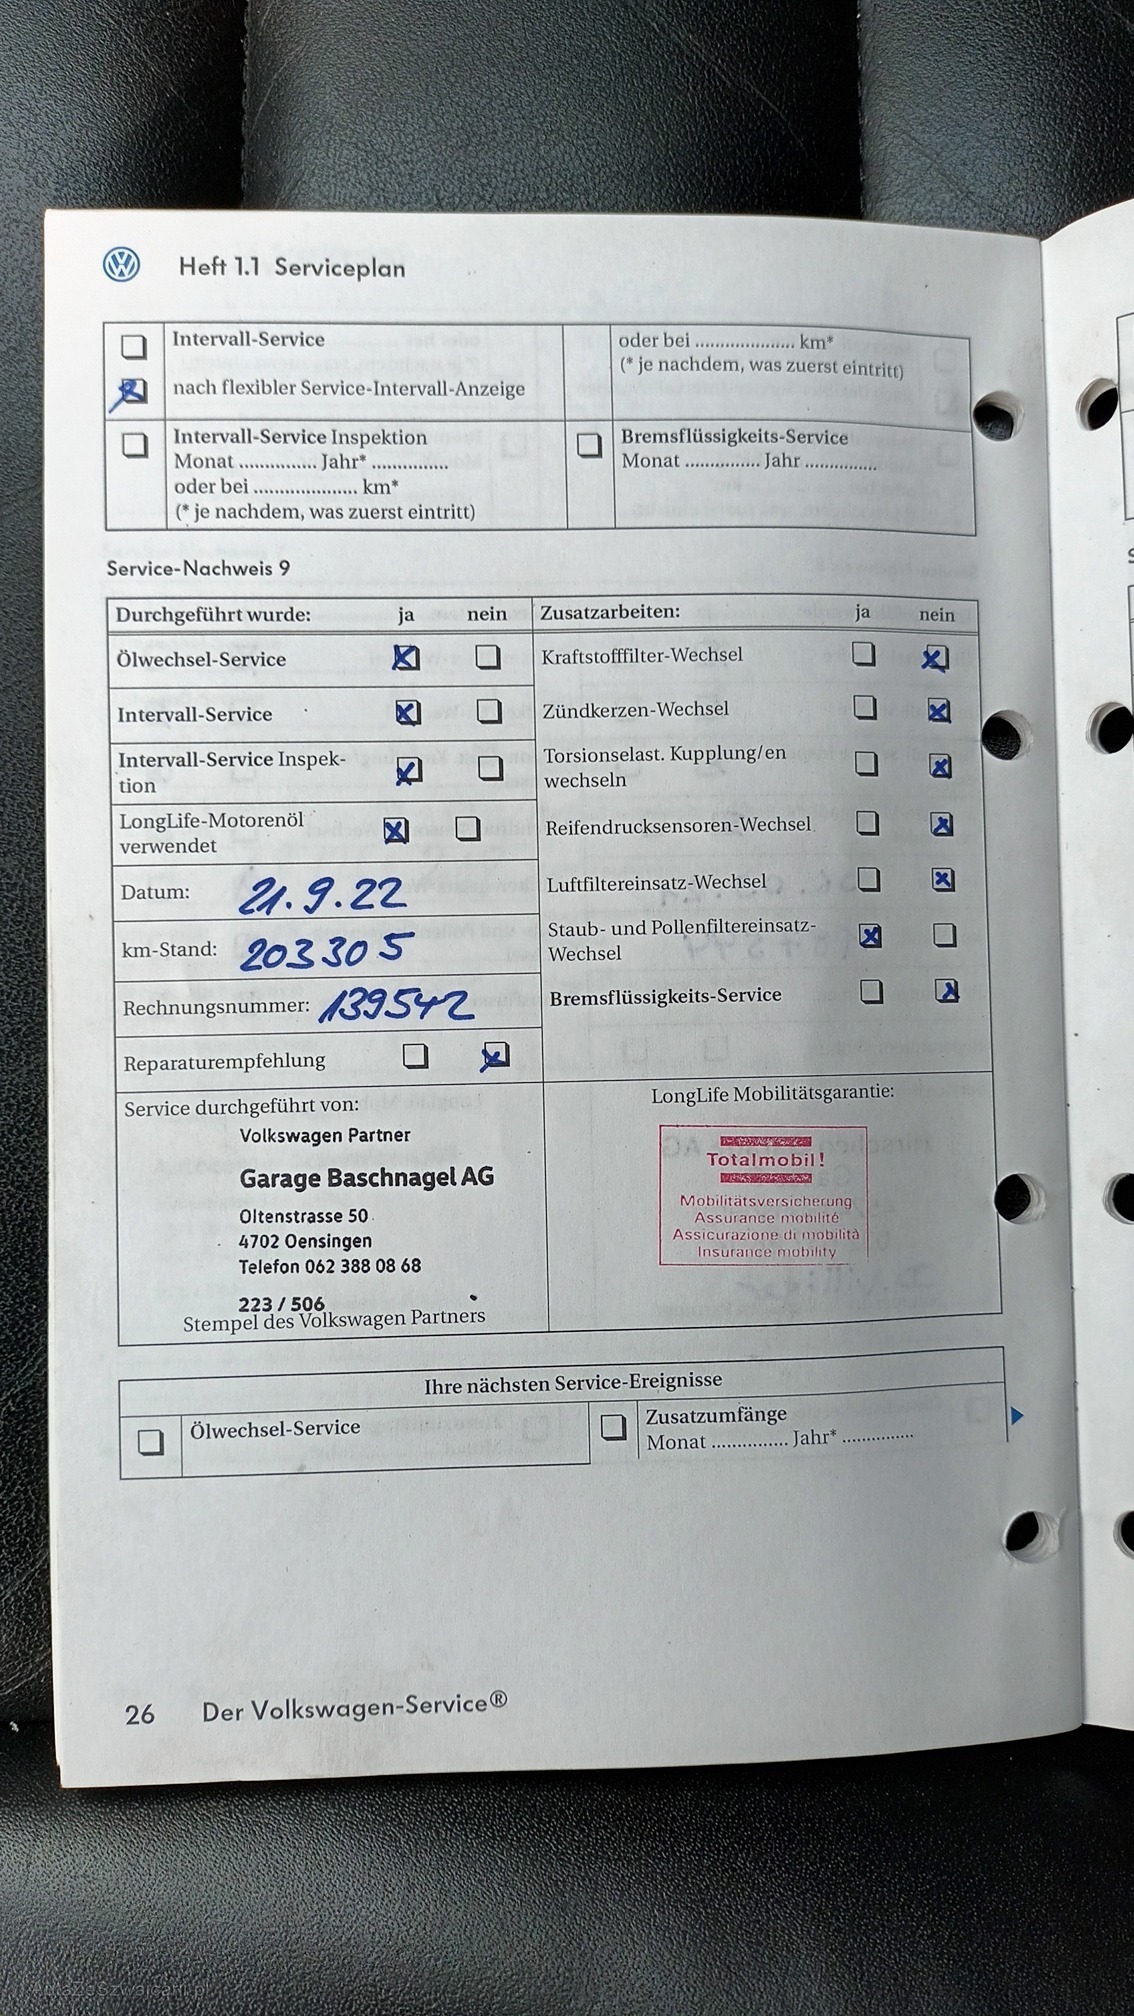 Heft 1.1 Serviceplan
Intervall-Service
nach flexibler Service-Intervall-Anzeige
oder bei .................... km*
(* je nachdem, was zuerst eintritt)
Intervall-Service Inspektion
Monat ................ Jahr* ................
oder bei ..................... km*
(* je nachdem, was zuerst eintritt)
Bremsflüssigkeits-Service
Monat ............... Jahr ...............
Service-Nachweis 9
Durchgeführt wurde: ja nein
Ölwechsel-Service
Intervall-Service
Intervall-Service Inspek-
tion
LongLife-Motorenöl
verwendet
Datum: 21.9.22
km-Stand: 203305
Rechnungsnummer: 139542
Reparaturempfehlung
Zusatzarbeiten: ja nein
Kraftstofffilter-Wechsel
Zündkerzen-Wechsel
Torsionselast. Kupplung/en
wechseln
Reifendrucksensoren-Wechsel
Luftfiltereinsatz-Wechsel
Staub- und Pollenfiltereinsatz-
Wechsel
Bremsflüssigkeits-Service
Service durchgeführt von:
Volkswagen Partner
Garage Baschnagel AG
Oltenstrasse 50
4702 Oensingen
Telefon 062 388 08 68
223 / 506
Stempel des Volkswagen Partners
LongLife Mobilitätsgarantie:
Totalmobil!
Mobilitätsversicherung
Assurance mobilité
Assicurazione di mobilità
Insurance mobility
Ihre nächsten Service-Ereignisse
Ölwechsel-Service
Zusatzumfänge
Monat ............... Jahr* ..............
26 Der Volkswagen-Service®
AutaZeSzwajcarii.pl